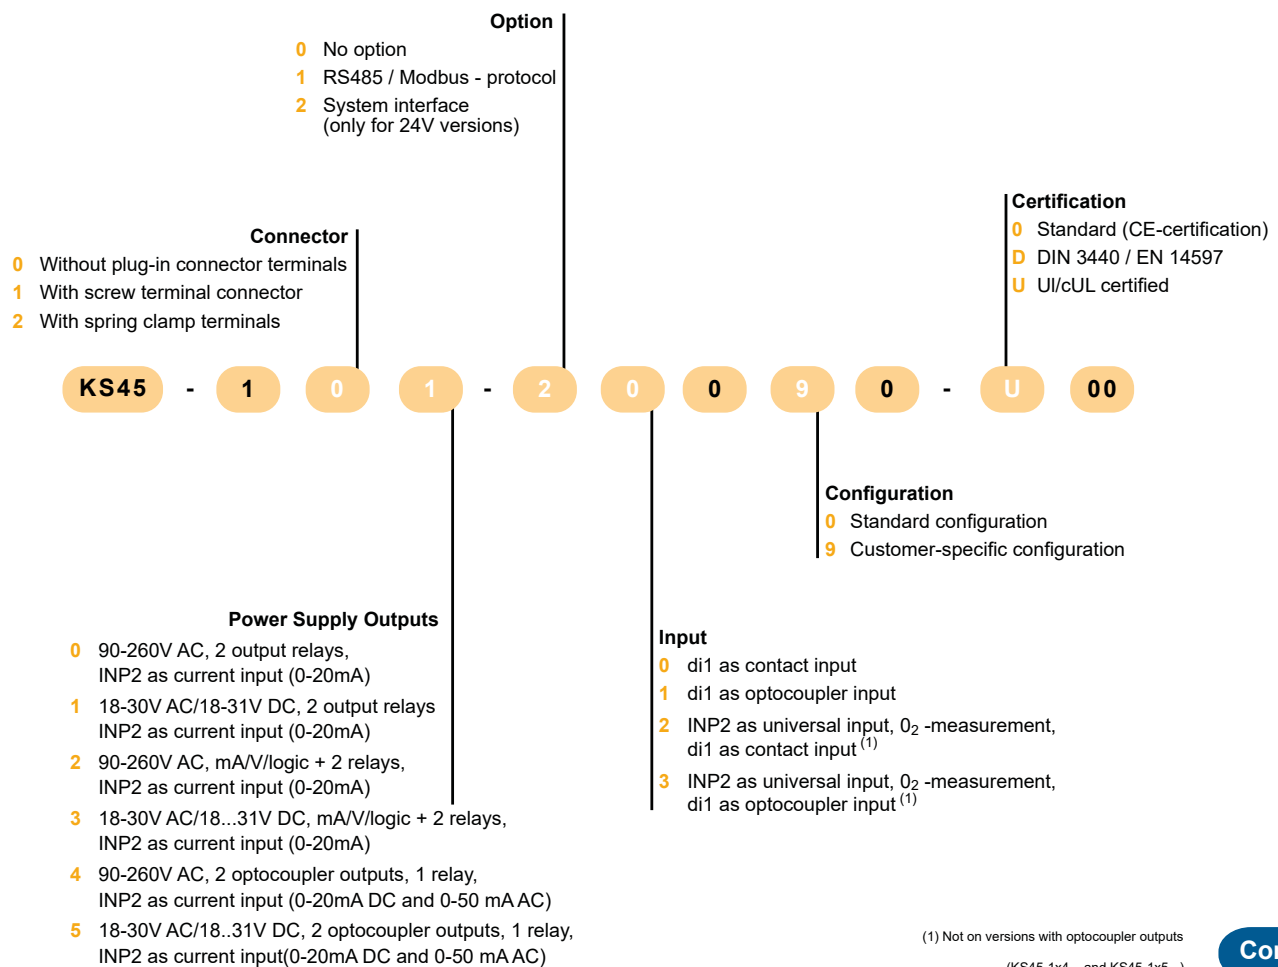 Option
0 No option
1 RS485 / Modbus - protocol
2 System interface
(only for 24V versions)
Certification
0 Standard (CE-certification)
D DIN 3440 / EN 14597
U Ul/cUL certified
Connector
0 Without plug-in connector terminals
1 With screw terminal connector
2 With spring clamp terminals
KS45 - 1 0 1 - 2 0 0 9 0 - U 00
Configuration
0 Standard configuration
9 Customer-specific configuration
Power Supply Outputs
0 90-260V AC, 2 output relays,
INP2 as current input (0-20mA)
1 18-30V AC/18-31V DC, 2 output relays
INP2 as current input (0-20mA)
2 90-260V AC, mA/V/logic + 2 relays,
INP2 as current input (0-20mA)
3 18-30V AC/18...31V DC, mA/V/logic + 2 relays,
INP2 as current input (0-20mA)
4 90-260V AC, 2 optocoupler outputs, 1 relay,
INP2 as current input (0-20mA DC and 0-50 mA AC)
5 18-30V AC/18..31V DC, 2 optocoupler outputs, 1 relay,
INP2 as current input(0-20mA DC and 0-50 mA AC)
Input
0 di1 as contact input
1 di1 as optocoupler input
2 INP2 as universal input, 0₂ -measurement,
di1 as contact input (1)
3 INP2 as universal input, 0₂ -measurement,
di1 as optocoupler input (1)
(1) Not on versions with optocoupler outputs